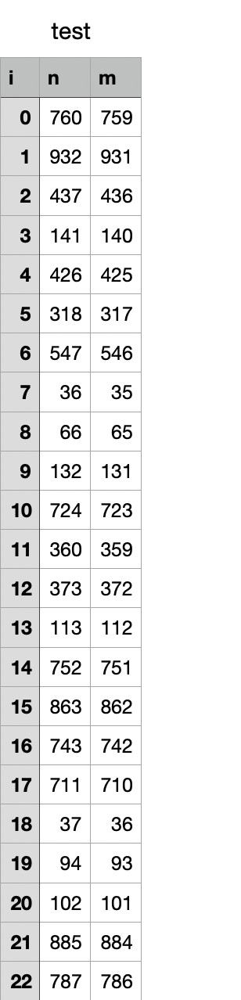 test
i n m
0 760 759
1 932 931
2 437 436
3 141 140
4 426 425
5 318 317
6 547 546
7 36 35
8 66 65
9 132 131
10 724 723
11 360 359
12 373 372
13 113 112
14 752 751
15 863 862
16 743 742
17 711 710
18 37 36
19 94 93
20 102 101
21 885 884
22 787 786